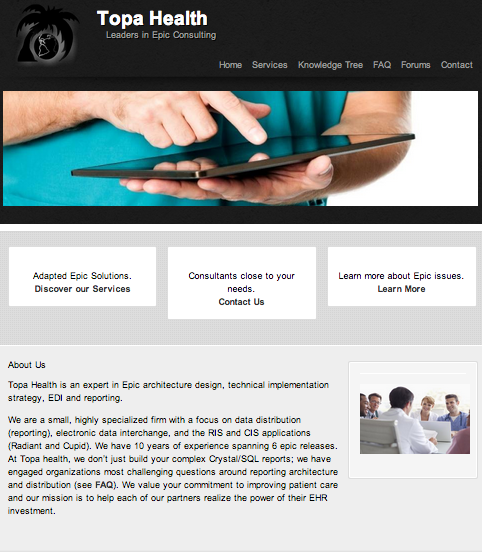 Topa Health
Leaders in Epic Consulting
Home Services Knowledge Tree FAQ Forums Contact
Adapted Epic Solutions.
Discover our Services
Consultants close to your
needs.
Contact Us
Learn more about Epic issues.
Learn More
About Us
Topa Health is an expert in Epic architecture design, technical implementation
strategy, EDI and reporting.
We are a small, highly specialized firm with a focus on data distribution
(reporting), electronic data interchange, and the RIS and CIS applications
(Radiant and Cupid). We have 10 years of experience spanning 6 epic releases.
At Topa health, we don't just build your complex Crystal/SQL reports; we have
engaged organizations most challenging questions around reporting architecture
and distribution (see FAQ). We value your commitment to improving patient care
and our mission is to help each of our partners realize the power of their EHR
investment.